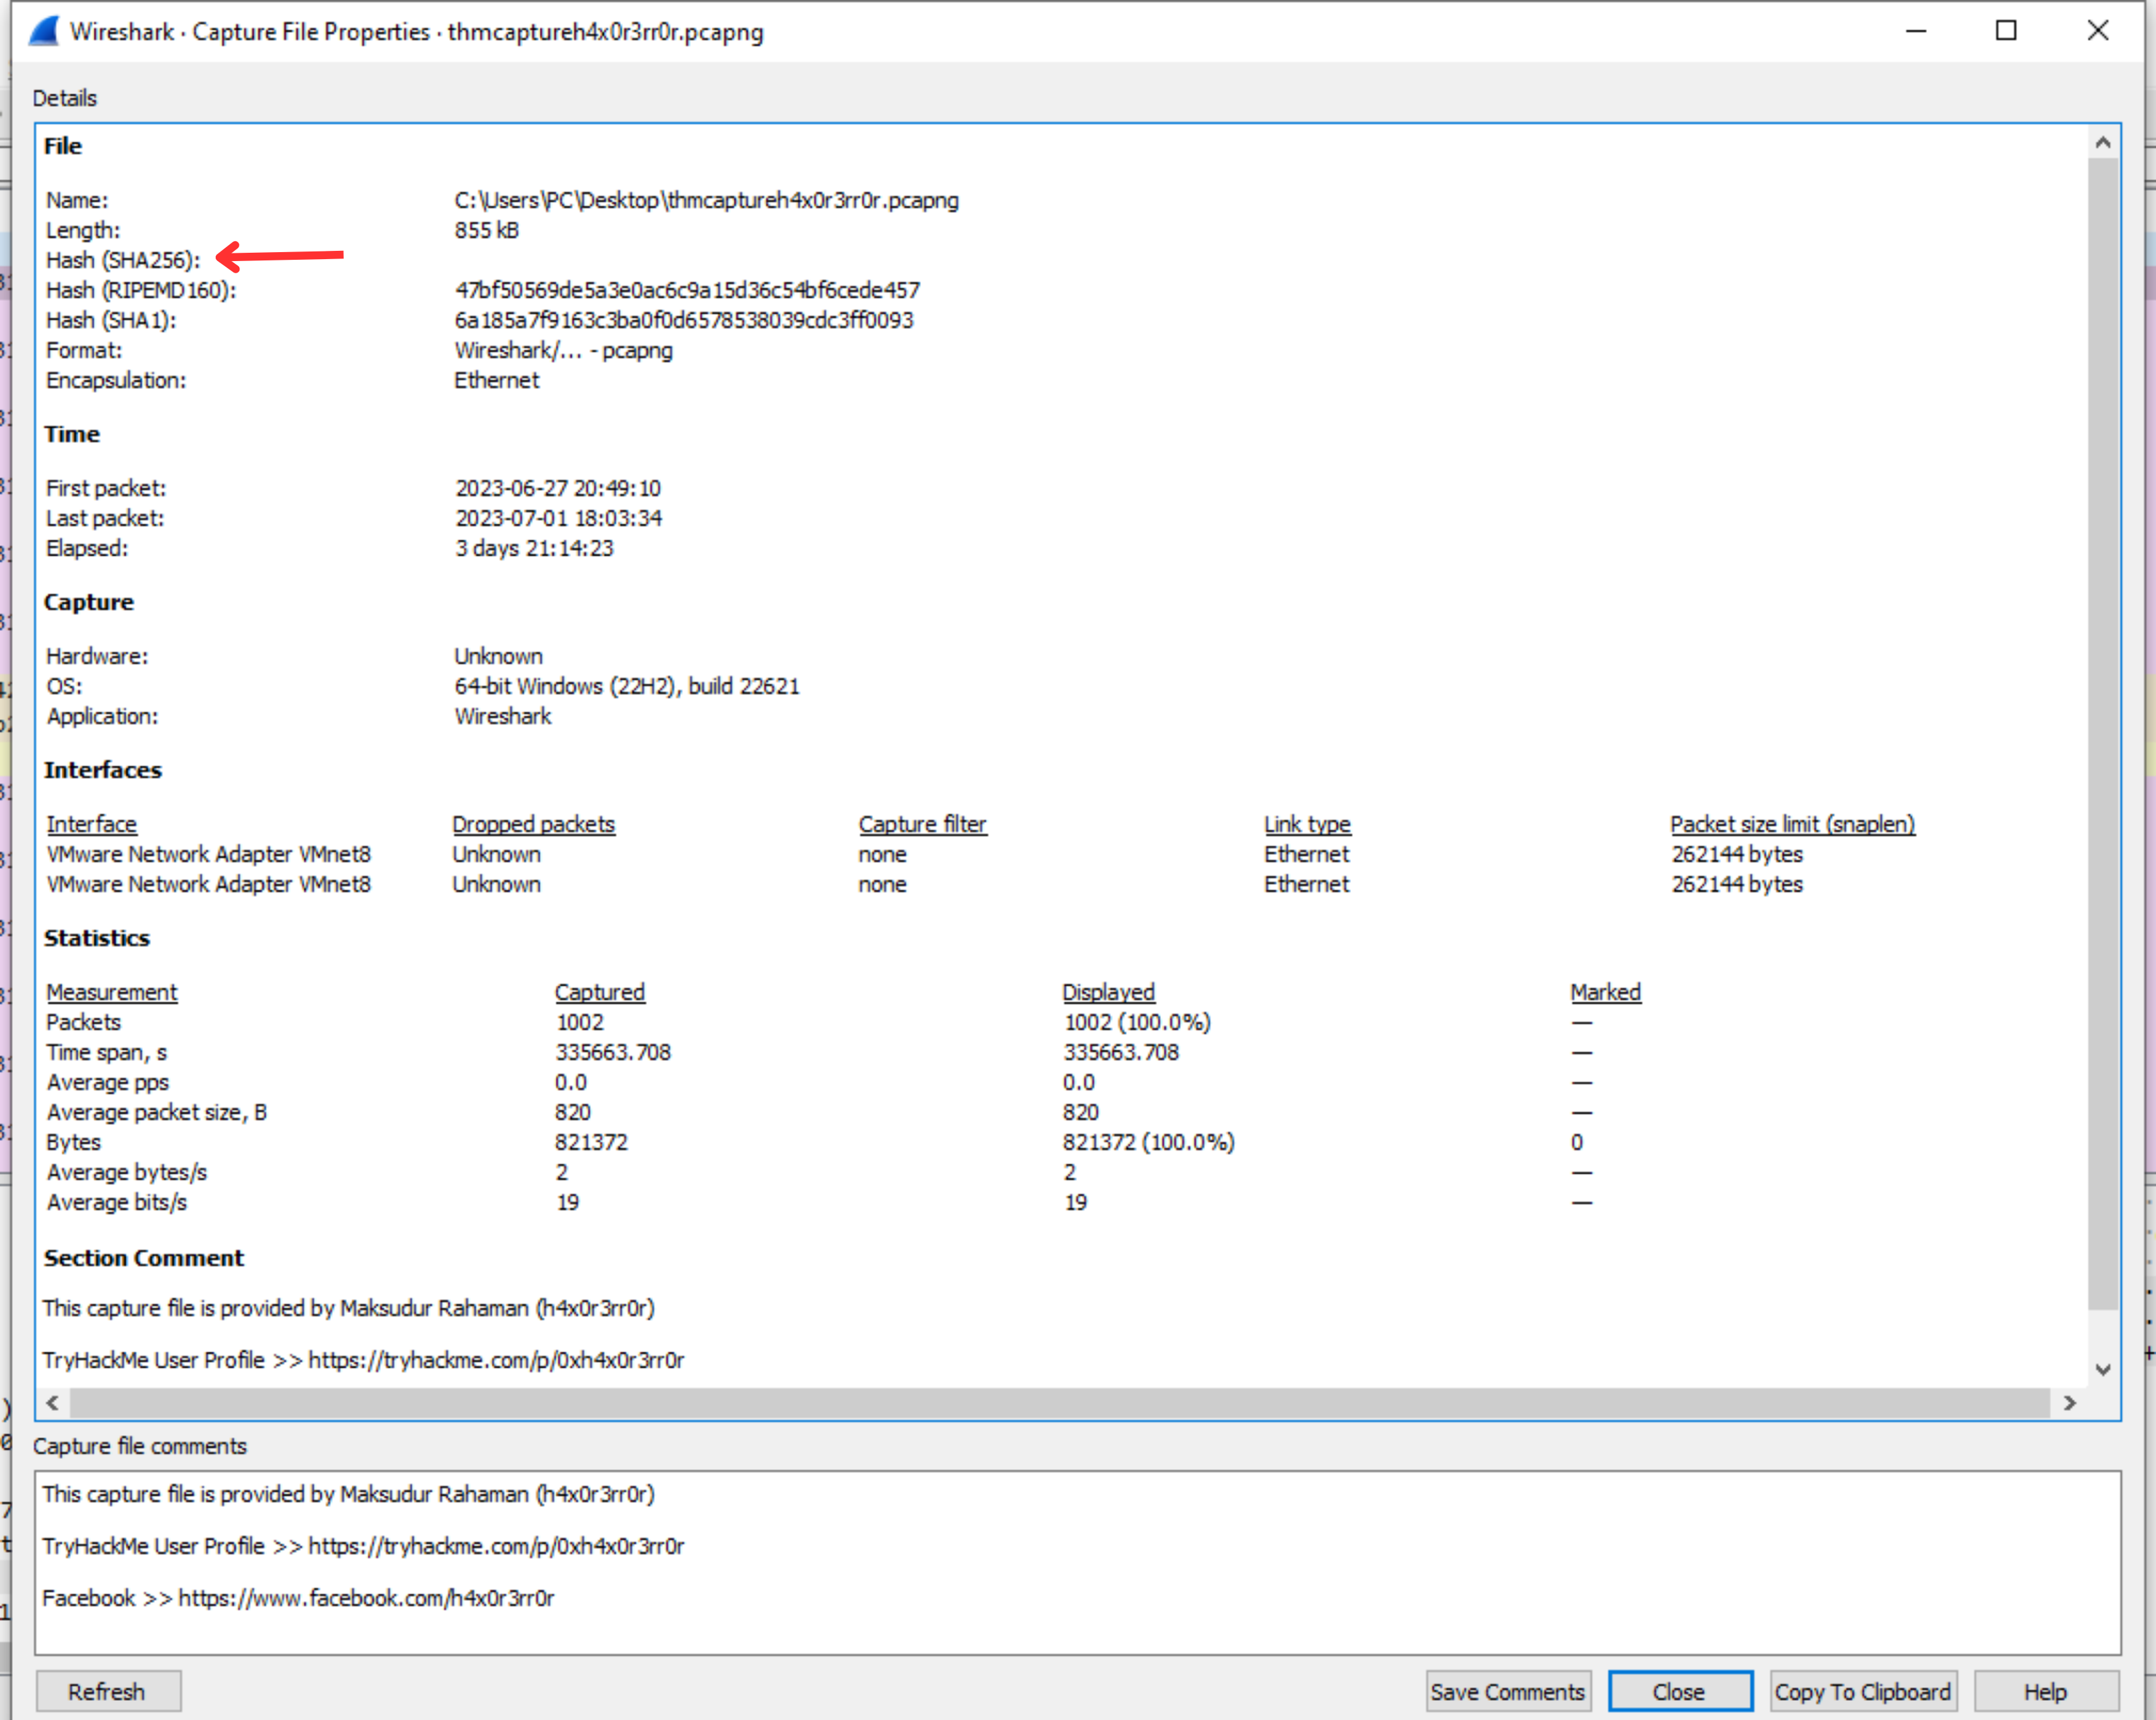 Wireshark · Capture File Properties · thmcaptureh4x0r3rr0r.pcapng
Details
File
Name: C:\Users\PC\Desktop\thmcaptureh4x0r3rr0r.pcapng
Length: 855 kB
Hash (SHA256):
Hash (RIPEMD160): 47bf50569de5a3e0ac6c9a15d36c54bf6cede457
Hash (SHA1): 6a185a7f9163c3ba0f0d6578538039cdc3ff0093
Format: Wireshark/... - pcapng
Encapsulation: Ethernet
Time
First packet: 2023-06-27 20:49:10
Last packet: 2023-07-01 18:03:34
Elapsed: 3 days 21:14:23
Capture
Hardware: Unknown
OS: 64-bit Windows (22H2), build 22621
Application: Wireshark
Interfaces
Interface Dropped packets Capture filter Link type Packet size limit (snaplen)
VMware Network Adapter VMnet8 Unknown none Ethernet 262144 bytes
VMware Network Adapter VMnet8 Unknown none Ethernet 262144 bytes
Statistics
Measurement Captured Displayed Marked
Packets 1002 1002 (100.0%) —
Time span, s 335663.708 335663.708 —
Average pps 0.0 0.0 —
Average packet size, B 820 820 —
Bytes 821372 821372 (100.0%) 0
Average bytes/s 2 2 —
Average bits/s 19 19 —
Section Comment
This capture file is provided by Maksudur Rahaman (h4x0r3rr0r)
TryHackMe User Profile >> https://tryhackme.com/p/0xh4x0r3rr0r
Capture file comments
This capture file is provided by Maksudur Rahaman (h4x0r3rr0r)
TryHackMe User Profile >> https://tryhackme.com/p/0xh4x0r3rr0r
Facebook >> https://www.facebook.com/h4x0r3rr0r
Refresh Save Comments Close Copy To Clipboard Help